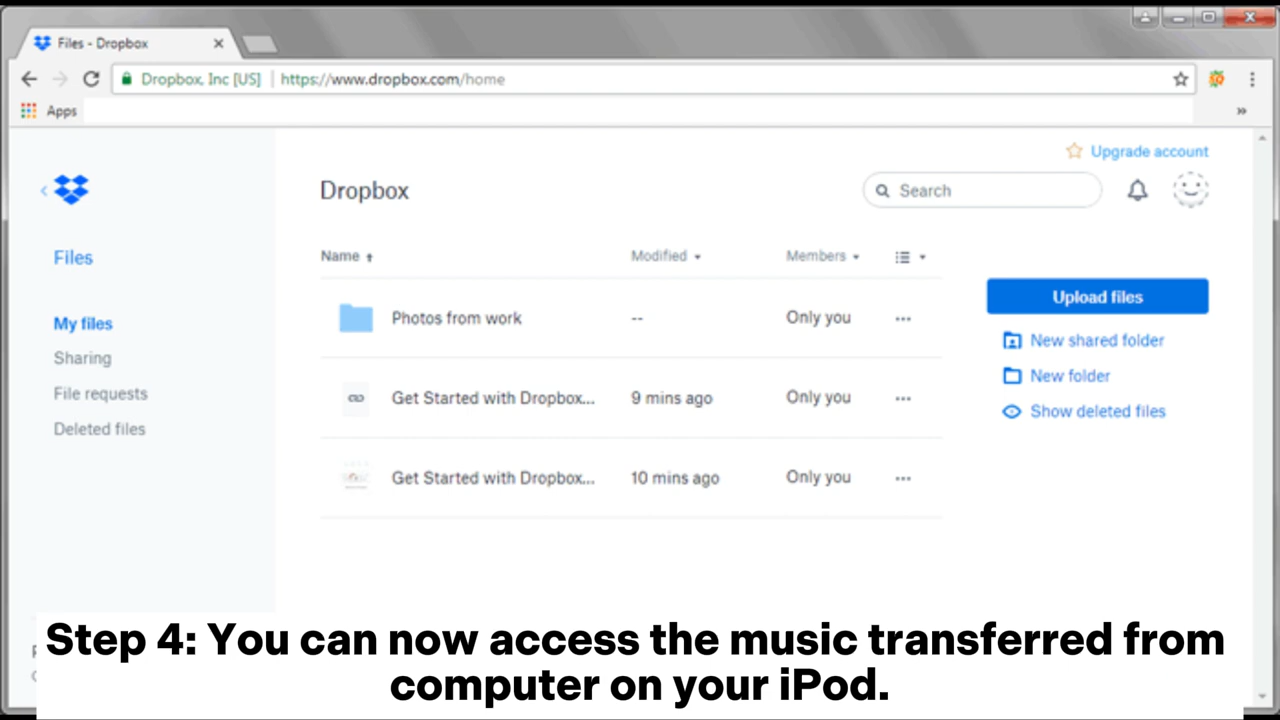 Files - Dropbox
Dropbox, Inc [US] https://www.dropbox.com/home
Apps
Upgrade account
Dropbox
Search
Files
Name Modified Members
Upload files
My files
Photos from work -- Only you
New shared folder
Sharing
New folder
File requests
Get Started with Dropbox... 9 mins ago Only you
Show deleted files
Deleted files
Get Started with Dropbox... 10 mins ago Only you
Step 4: You can now access the music transferred from
computer on your iPod.